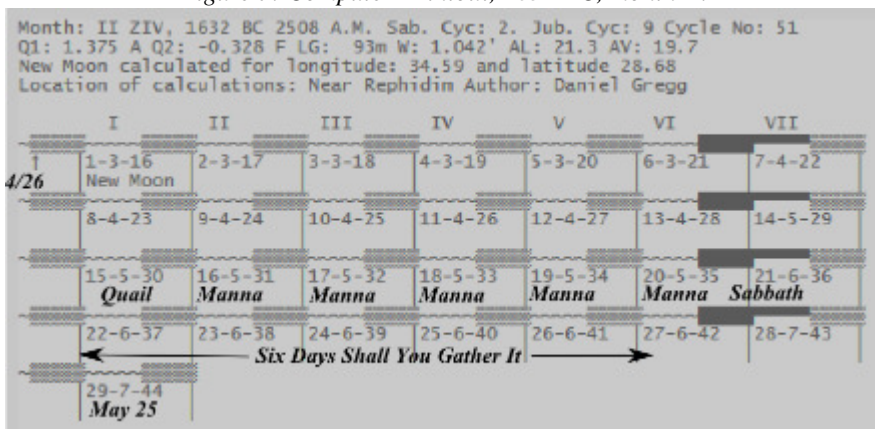 Month: II ZIV, 1632 BC 2508 A.M. Sab. Cyc: 2. Jub. Cyc: 9 Cycle No: 51
Q1: 1.375 A Q2: -0.328 F LG: 93m W: 1.042' AL: 21.3 AV: 19.7
New Moon calculated for longitude: 34.59 and latitude 28.68
Location of calculations: Near Rephidim Author: Daniel Gregg
I II III IV V VI VII
4/26 1-3-16 2-3-17 3-3-18 4-3-19 5-3-20 6-3-21 7-4-22
New Moon
8-4-23 9-4-24 10-4-25 11-4-26 12-4-27 13-4-28 14-5-29
15-5-30 16-5-31 17-5-32 18-5-33 19-5-34 20-5-35 21-6-36
Quail Manna Manna Manna Manna Manna Sabbath
22-6-37 23-6-38 24-6-39 25-6-40 26-6-41 27-6-42 28-7-43
Six Days Shall You Gather It
29-7-44
May 25